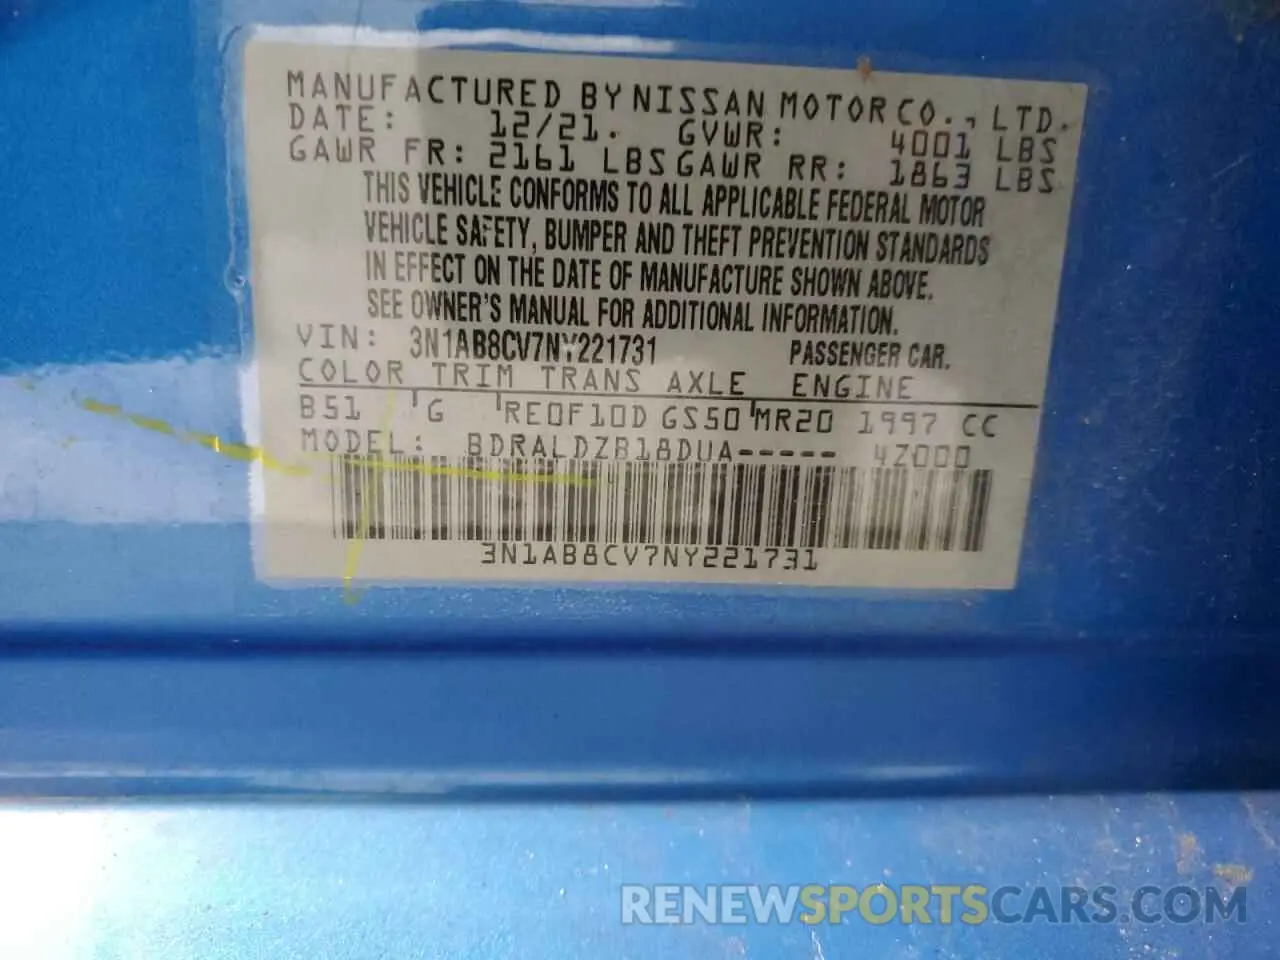 MANUFACTURED BY NISSAN MOTOR CO., LTD.
DATE: 12/21. GVWR: 4001 LBS
GAWR FR: 2161 LBS GAWR RR: 1863 LBS
THIS VEHICLE CONFORMS TO ALL APPLICABLE FEDERAL MOTOR
VEHICLE SAFETY, BUMPER AND THEFT PREVENTION STANDARDS
IN EFFECT ON THE DATE OF MANUFACTURE SHOWN ABOVE.
SEE OWNER'S MANUAL FOR ADDITIONAL INFORMATION.
VIN: 3N1AB8CV7NY221731 PASSENGER CAR.
COLOR TRIM TRANS AXLE ENGINE
B51 G RE0F10D GS50 MR20 1997 CC
MODEL: BDRALDZB18DUA----- 4Z000
3N1AB8CV7NY221731
RENEWSPORTSCARS.COM